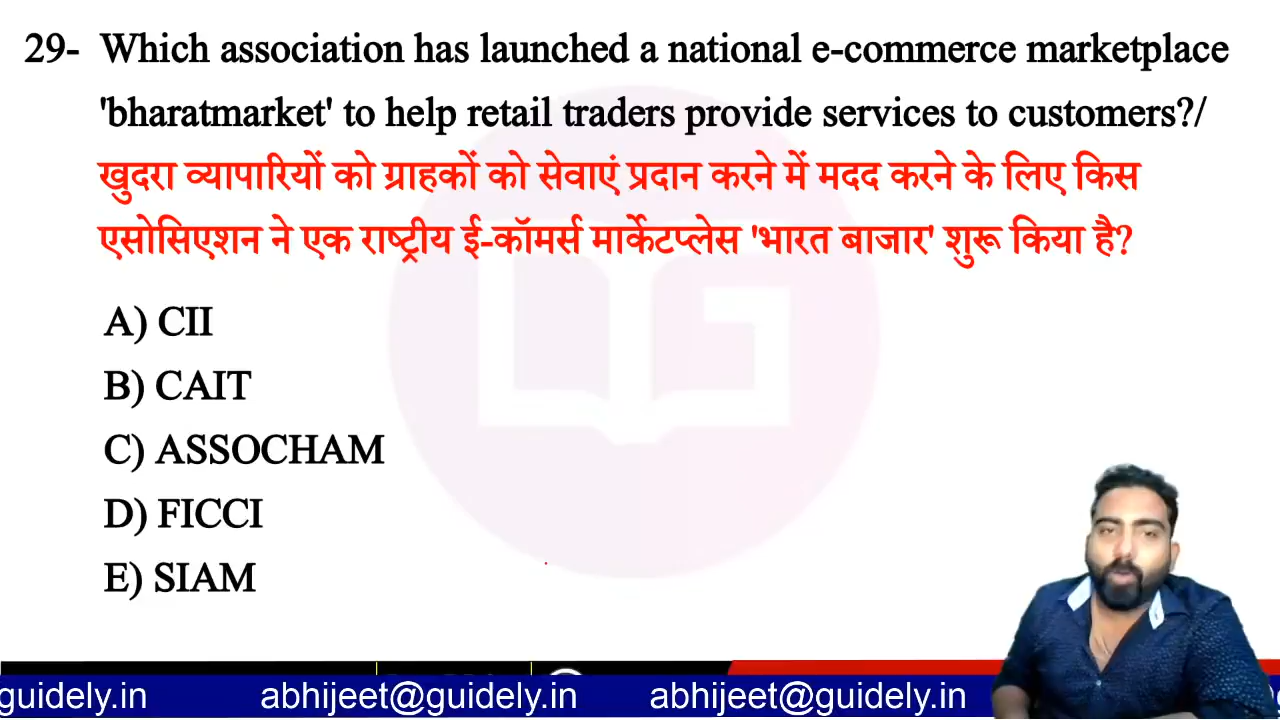 29- Which association has launched a national e-commerce marketplace
'bharatmarket' to help retail traders provide services to customers?/
खुदरा व्यापारियों को ग्राहकों को सेवाएं प्रदान करने में मदद करने के लिए किस
एसोसिएशन ने एक राष्ट्रीय ई-कॉमर्स मार्केटप्लेस 'भारत बाजार' शुरू किया है?
A) CII
B) CAIT
C) ASSOCHAM
D) FICCI
E) SIAM
guidely.in abhijeet@guidely.in abhijeet@guidely.in